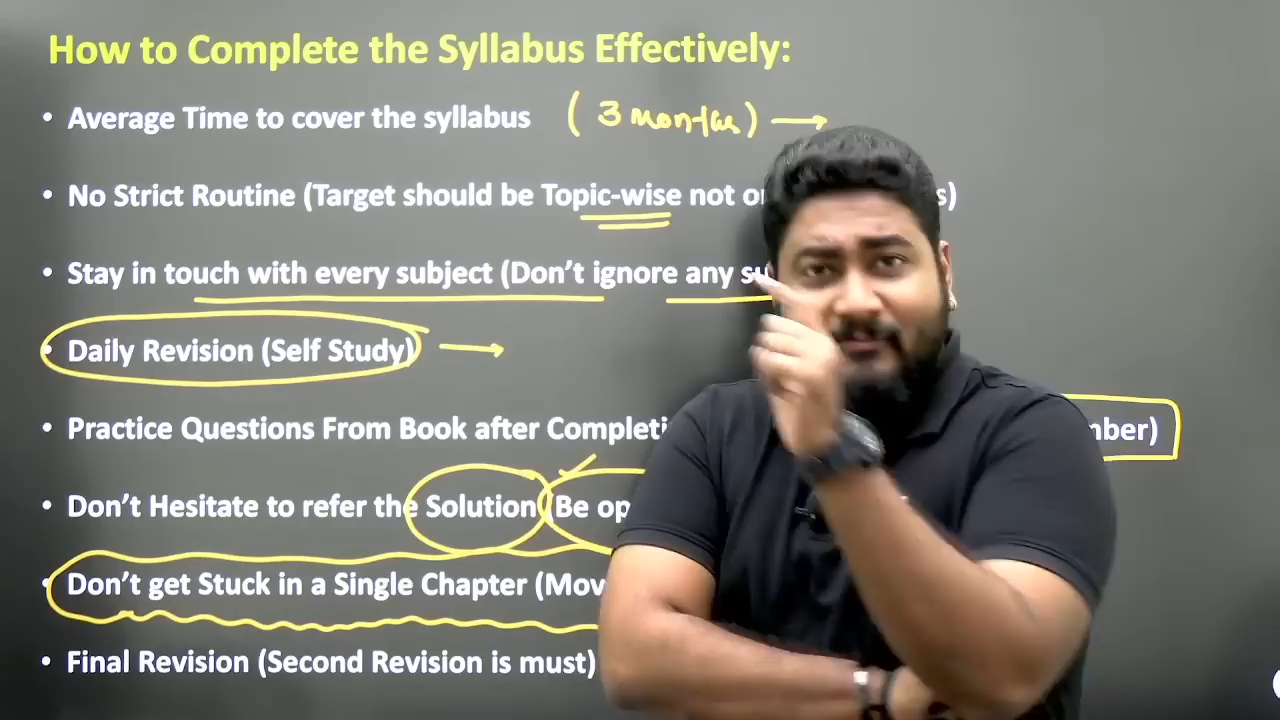 How to Complete the Syllabus Effectively:
• Average Time to cover the syllabus ( 3 months ) →
• No Strict Routine (Target should be Topic-wise not s)
• Stay in touch with every subject (Don't ignore any
• Daily Revision (Self Study) →
• Practice Questions From Book after nber)
• Don't Hesitate to refer the Solution (Be
• Don't get Stuck in a Single Chapter
• Final Revision (Second Revision is must)